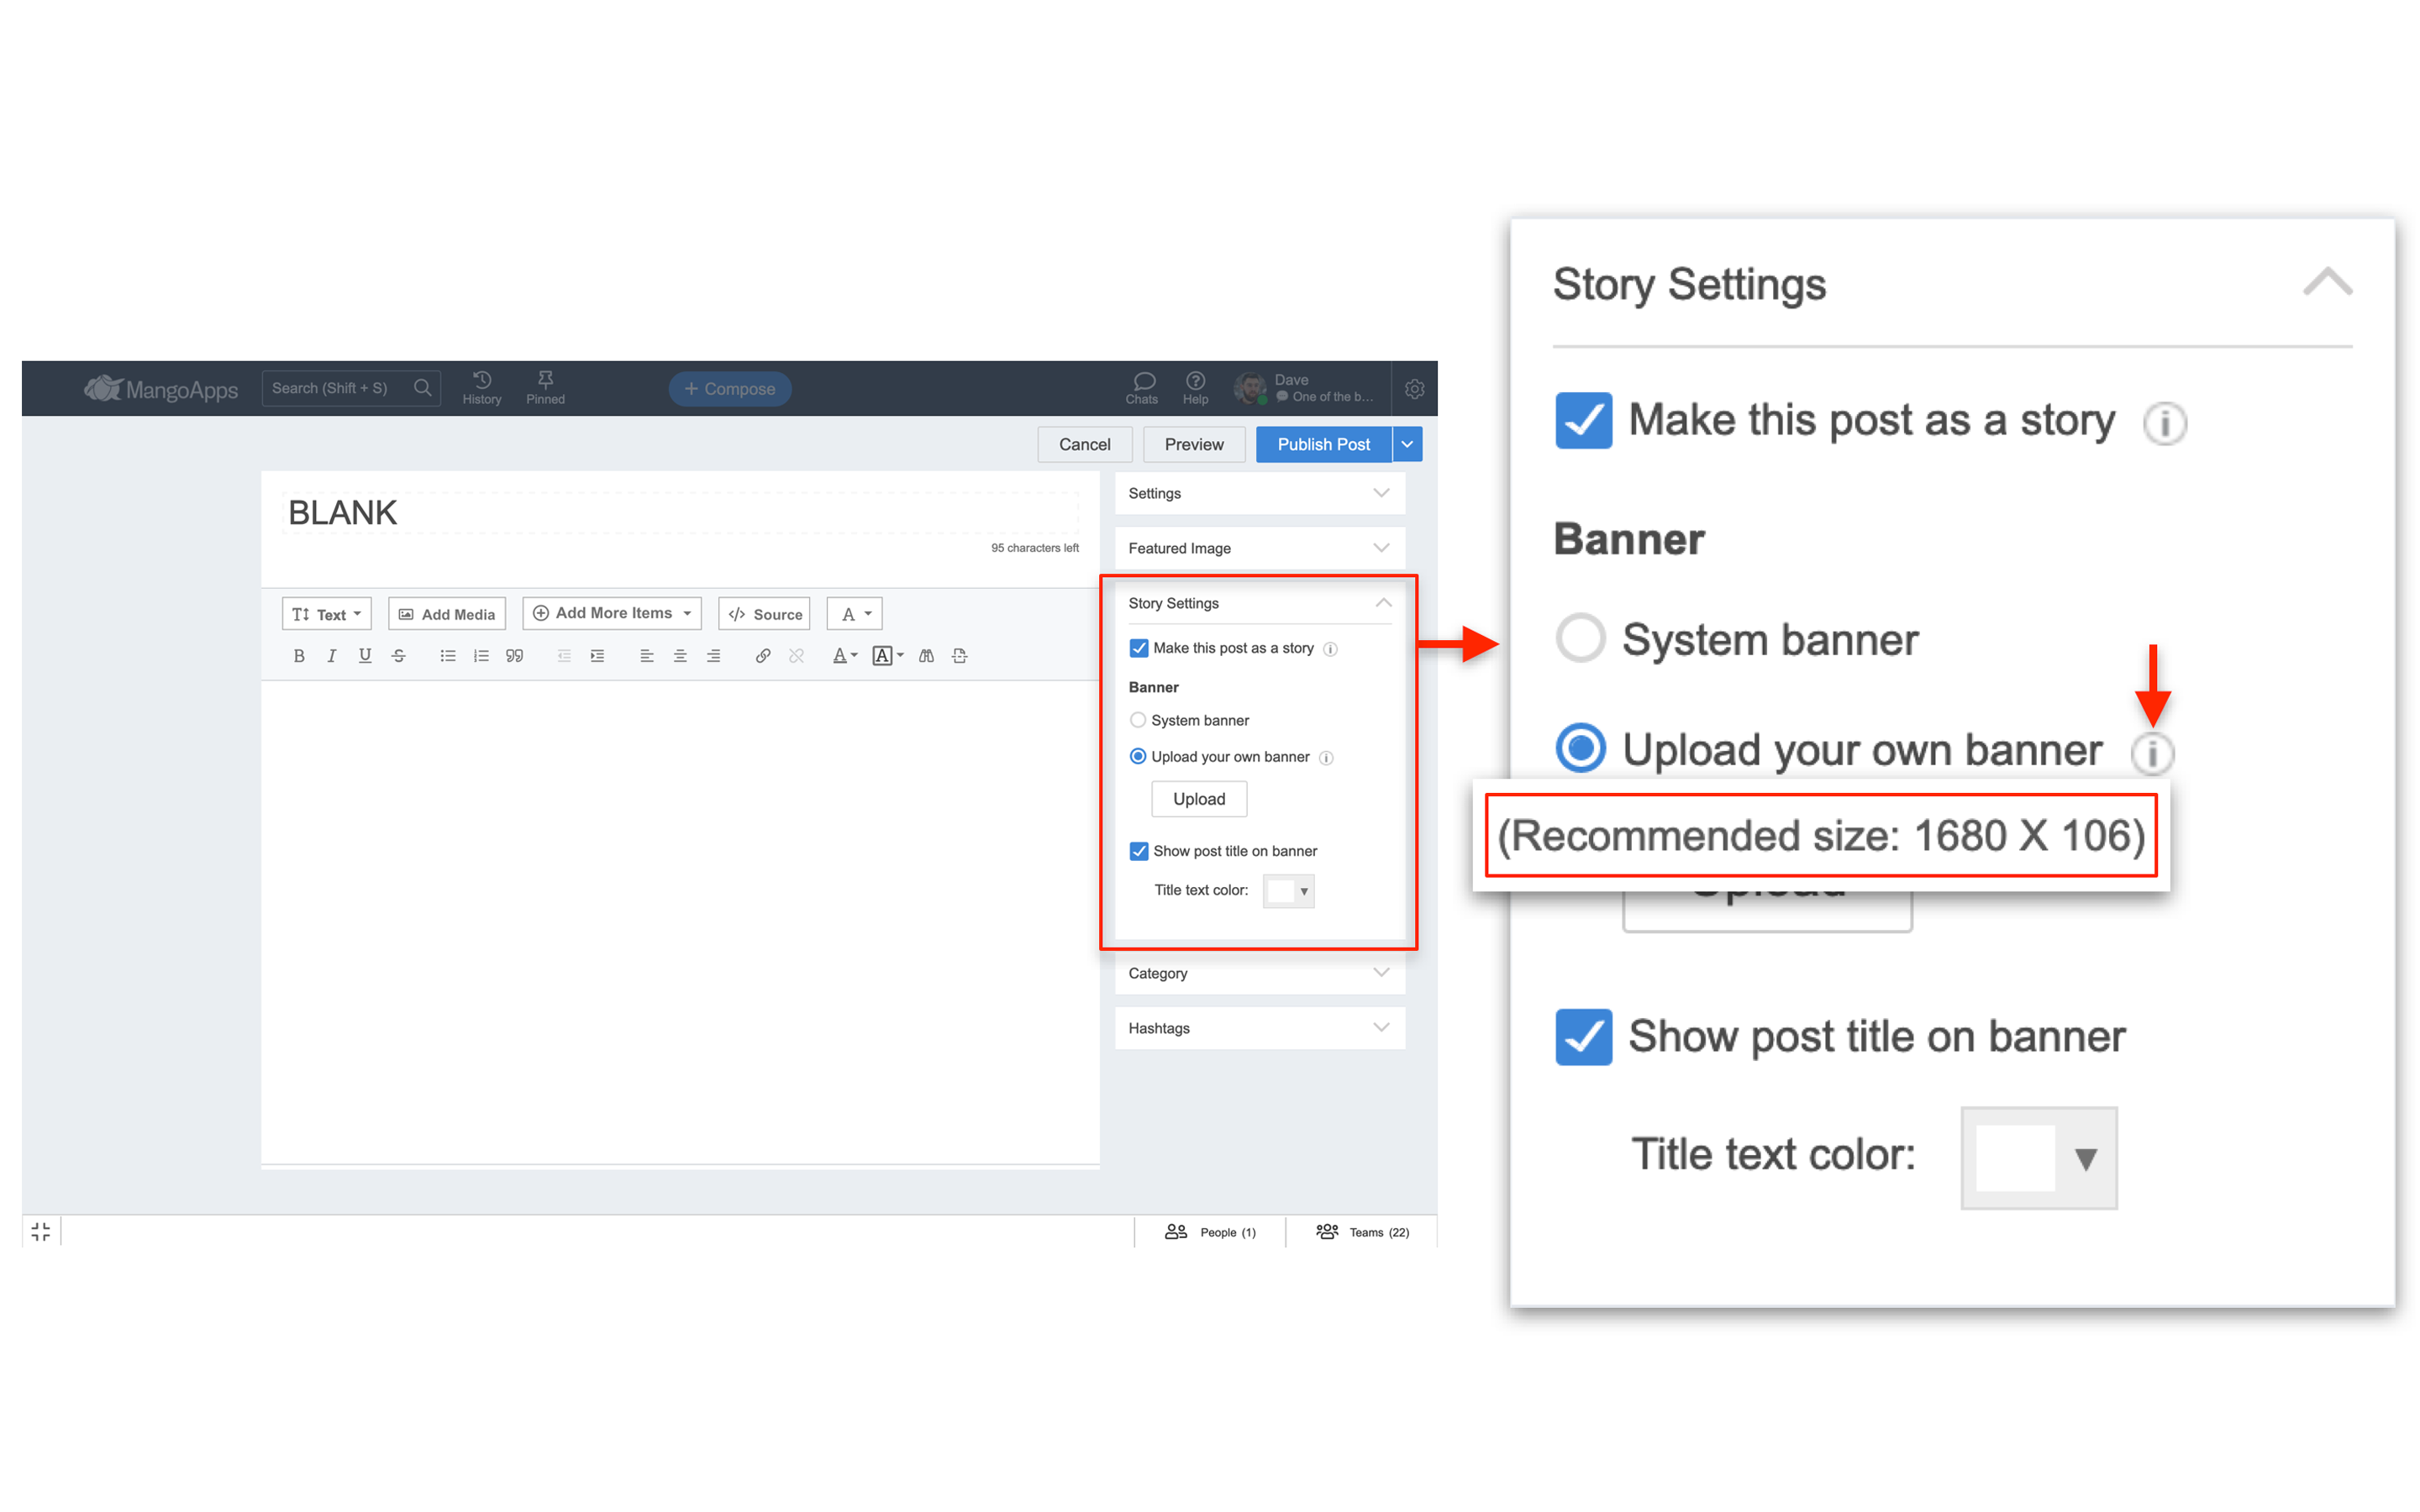 MangoApps
Search (Shift + S)
History
Pinned
+ Compose
Chats
Help
Dave
One of the b...
Cancel
Preview
Publish Post
BLANK
95 characters left
Text
Add Media
Add More Items
</> Source
A
B I U S
A
A
Settings
Featured Image
Story Settings
Make this post as a story
Banner
System banner
Upload your own banner
Upload
Show post title on banner
Title text color:
Category
Hashtags
People (1)
Teams (22)
Story Settings
Make this post as a story
Banner
System banner
Upload your own banner
(Recommended size: 1680 X 106)
Upload
Show post title on banner
Title text color: